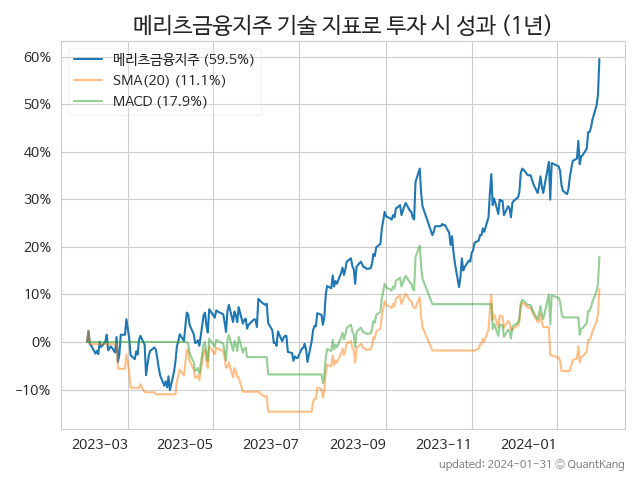 메리츠금융지주 기술 지표로 투자 시 성과 (1년)
메리츠금융지주 (59.5%)
SMA(20) (11.1%)
MACD (17.9%)
60%
50%
40%
30%
20%
10%
0%
−10%
2023-03 2023-05 2023-07 2023-09 2023-11 2024-01
updated: 2024-01-31 © QuantKang